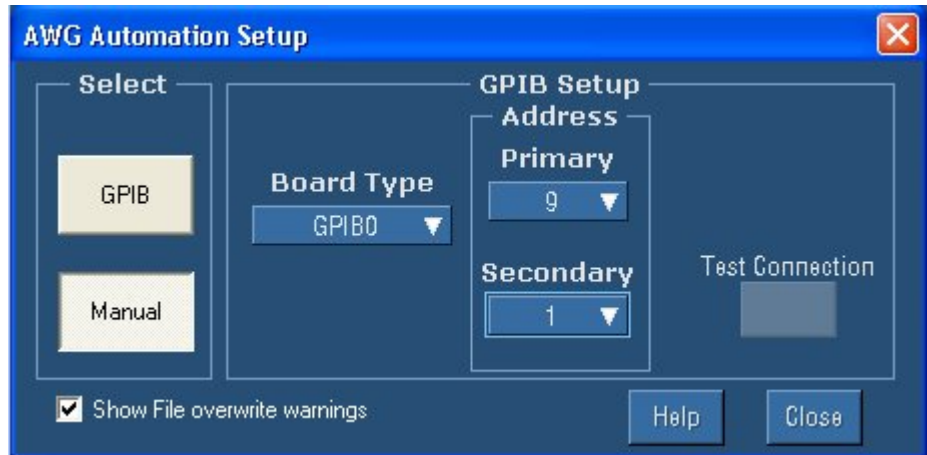 AWG Automation Setup
Select
GPIB
Manual
GPIB Setup
Board Type
GPIB0
Address
Primary
9
Secondary
1
Test Connection
Show File overwrite warnings
Help
Close